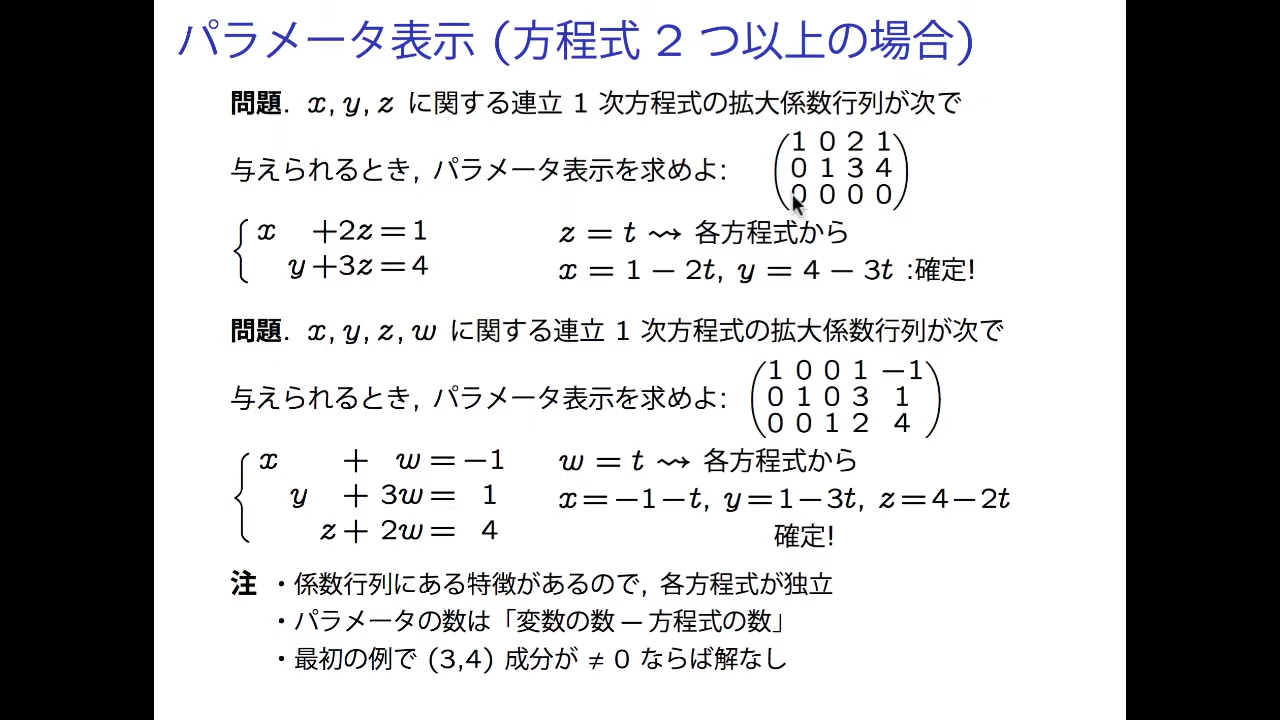 パラメータ表示 (方程式 2 つ以上の場合)
問題. x, y, z に関する連立 1 次方程式の拡大係数行列が次で
与えられるとき, パラメータ表示を求めよ:
1 0 2 1
0 1 3 4
0 0 0 0
x +2z = 1
y +3z = 4
z = t ⇝ 各方程式から
x = 1 − 2t, y = 4 − 3t :確定!
問題. x, y, z, w に関する連立 1 次方程式の拡大係数行列が次で
与えられるとき, パラメータ表示を求めよ:
1 0 0 1 −1
0 1 0 3 1
0 0 1 2 4
x + w = −1
y + 3w = 1
z + 2w = 4
w = t ⇝ 各方程式から
x = −1 − t, y = 1 − 3t, z = 4 − 2t
確定!
注 ・係数行列にある特徴があるので, 各方程式が独立
・パラメータの数は「変数の数 − 方程式の数」
・最初の例で (3,4) 成分が ≠ 0 ならば解なし